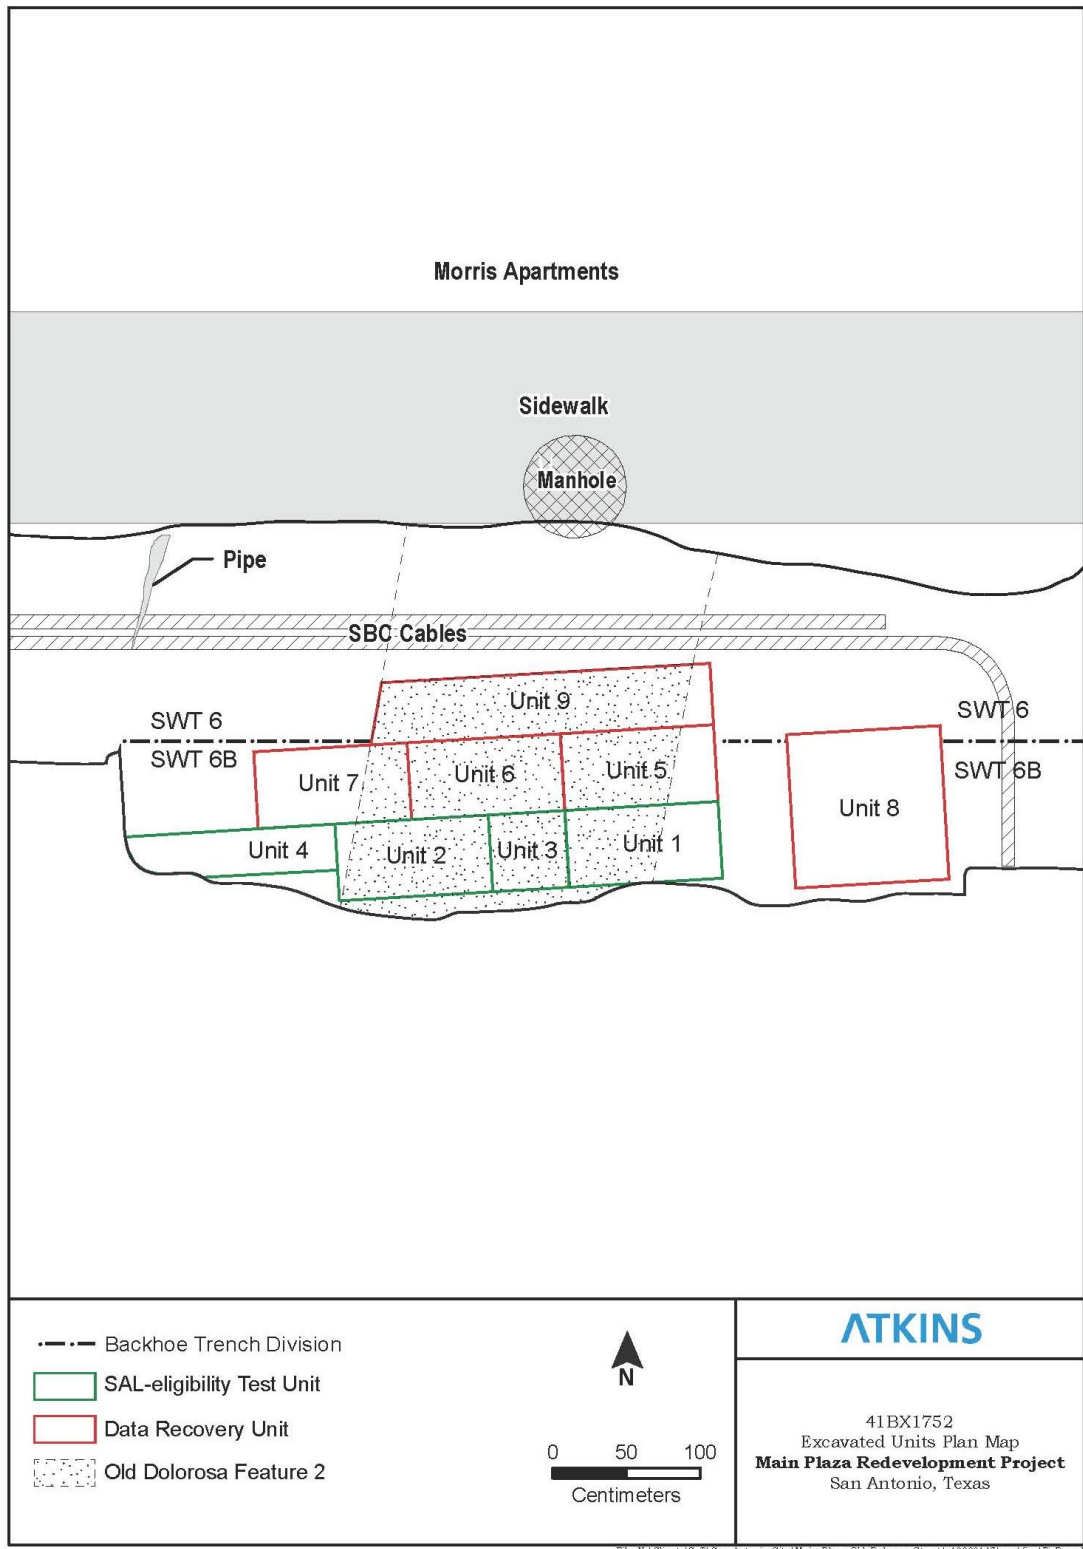 Morris Apartments
Sidewalk
Manhole
Pipe
SBC Cables
Unit 9
SWT 6
SWT 6
SWT 6B
SWT 6B
Unit 7
Unit 6
Unit 5
Unit 8
Unit 4
Unit 2
Unit 3
Unit 1
Backhoe Trench Division
SAL-eligibility Test Unit
Data Recovery Unit
Old Dolorosa Feature 2
N
0 50 100
Centimeters
ATKINS
41BX1752
Excavated Units Plan Map
Main Plaza Redevelopment Project
San Antonio, Texas